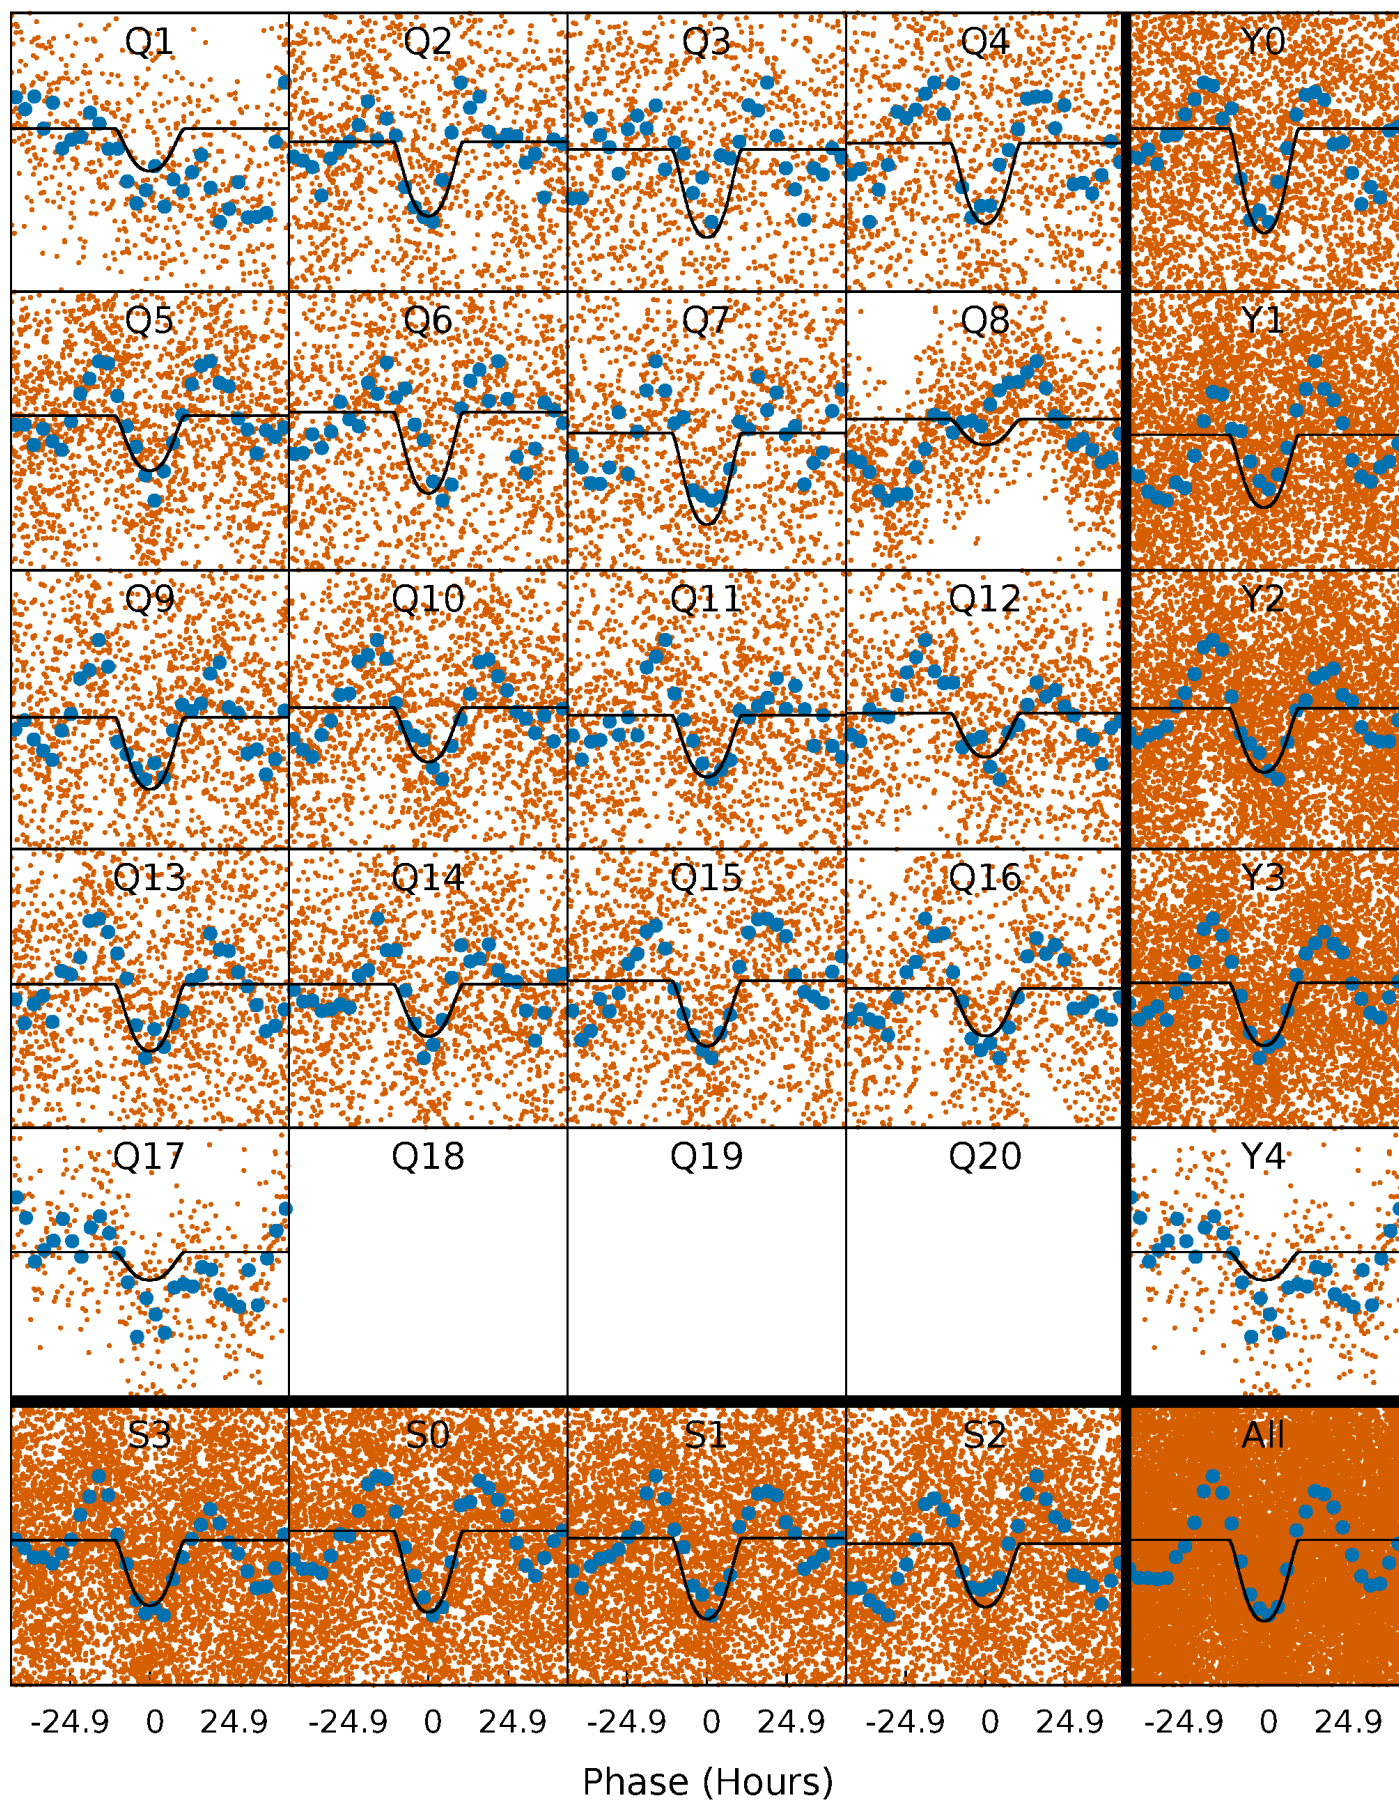 Q1 Q2 Q3 Q4 Y0
Q5 Q6 Q7 Q8 Y1
Q9 Q10 Q11 Q12 Y2
Q13 Q14 Q15 Q16 Y3
Q17 Q18 Q19 Q20 Y4
S3 S0 S1 S2 All
-24.9 0 24.9 -24.9 0 24.9 -24.9 0 24.9 -24.9 0 24.9 -24.9 0 24.9
Phase (Hours)